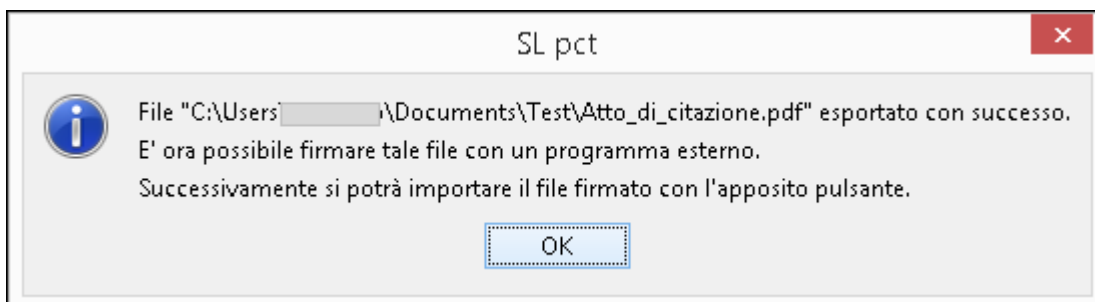 SL pct
File "C:\Users\ \Documents\Test\Atto_di_citazione.pdf" esportato con successo.
E' ora possibile firmare tale file con un programma esterno.
Successivamente si potrà importare il file firmato con l'apposito pulsante.
OK